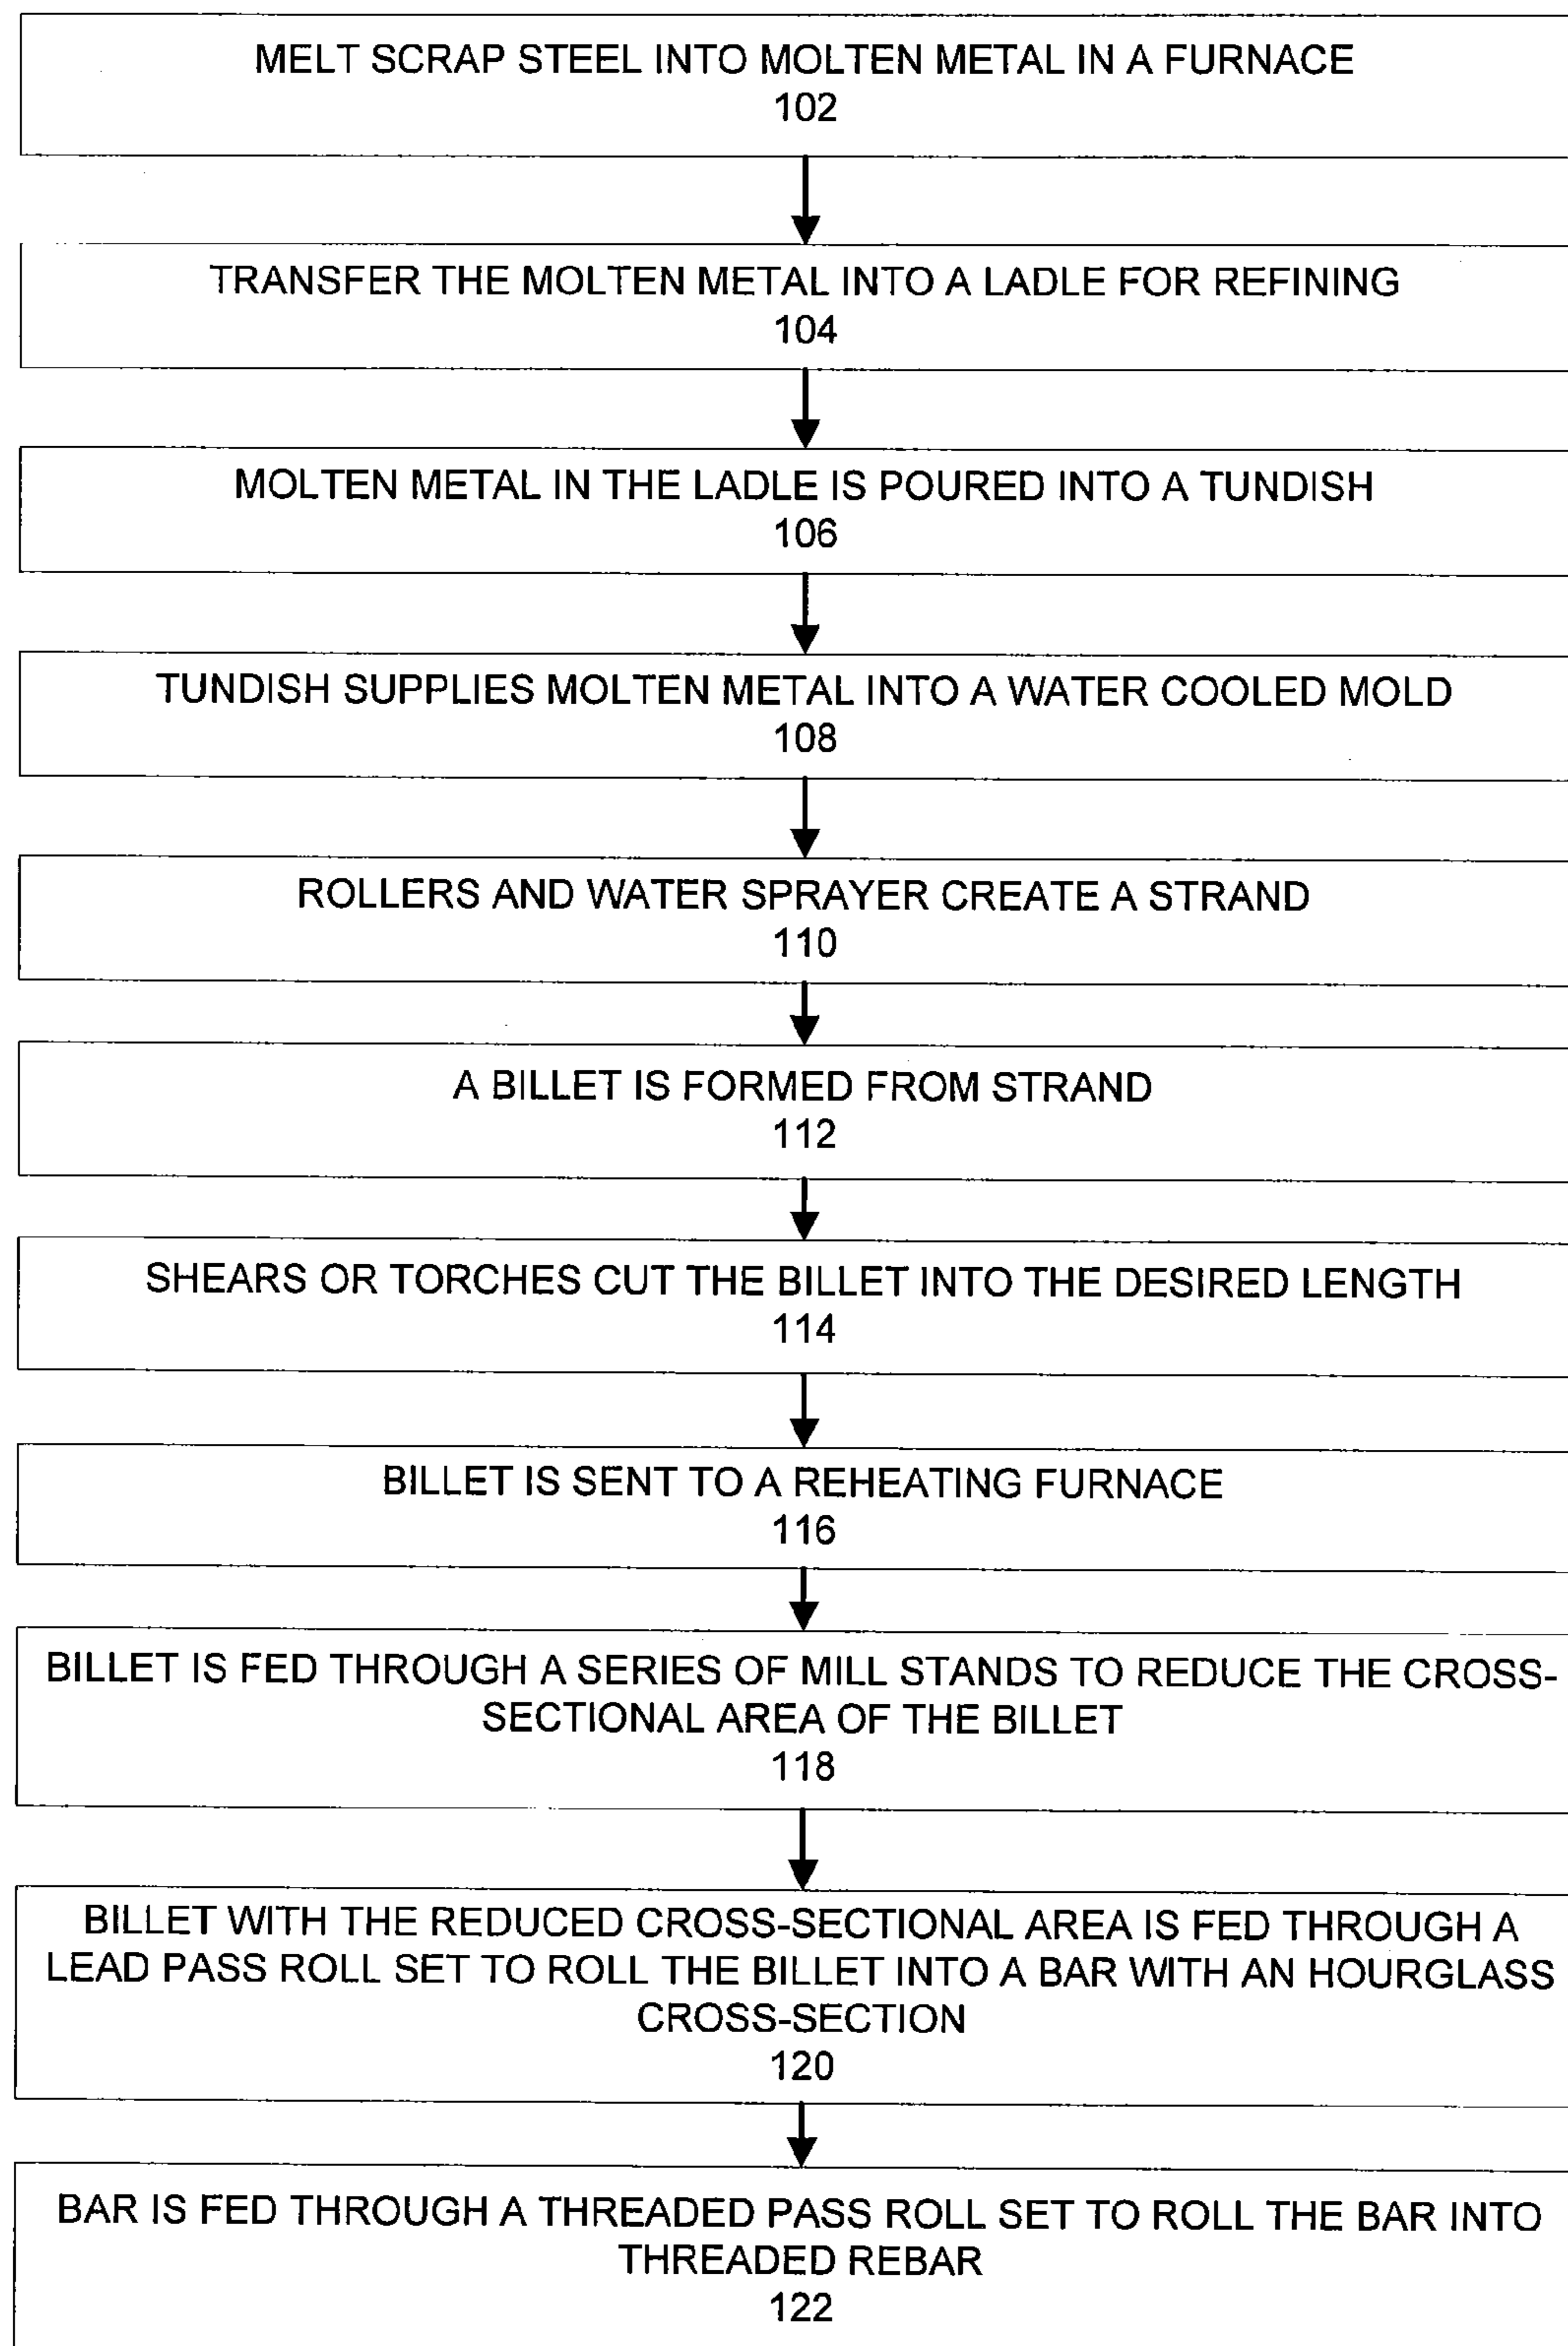 MELT SCRAP STEEL INTO MOLTEN METAL IN A FURNACE
102
TRANSFER THE MOLTEN METAL INTO A LADLE FOR REFINING
104
MOLTEN METAL IN THE LADLE IS POURED INTO A TUNDISH
106
TUNDISH SUPPLIES MOLTEN METAL INTO A WATER COOLED MOLD
108
ROLLERS AND WATER SPRAYER CREATE A STRAND
110
A BILLET IS FORMED FROM STRAND
112
SHEARS OR TORCHES CUT THE BILLET INTO THE DESIRED LENGTH
114
BILLET IS SENT TO A REHEATING FURNACE
116
BILLET IS FED THROUGH A SERIES OF MILL STANDS TO REDUCE THE CROSS-
SECTIONAL AREA OF THE BILLET
118
BILLET WITH THE REDUCED CROSS-SECTIONAL AREA IS FED THROUGH A
LEAD PASS ROLL SET TO ROLL THE BILLET INTO A BAR WITH AN HOURGLASS
CROSS-SECTION
120
BAR IS FED THROUGH A THREADED PASS ROLL SET TO ROLL THE BAR INTO
THREADED REBAR
122